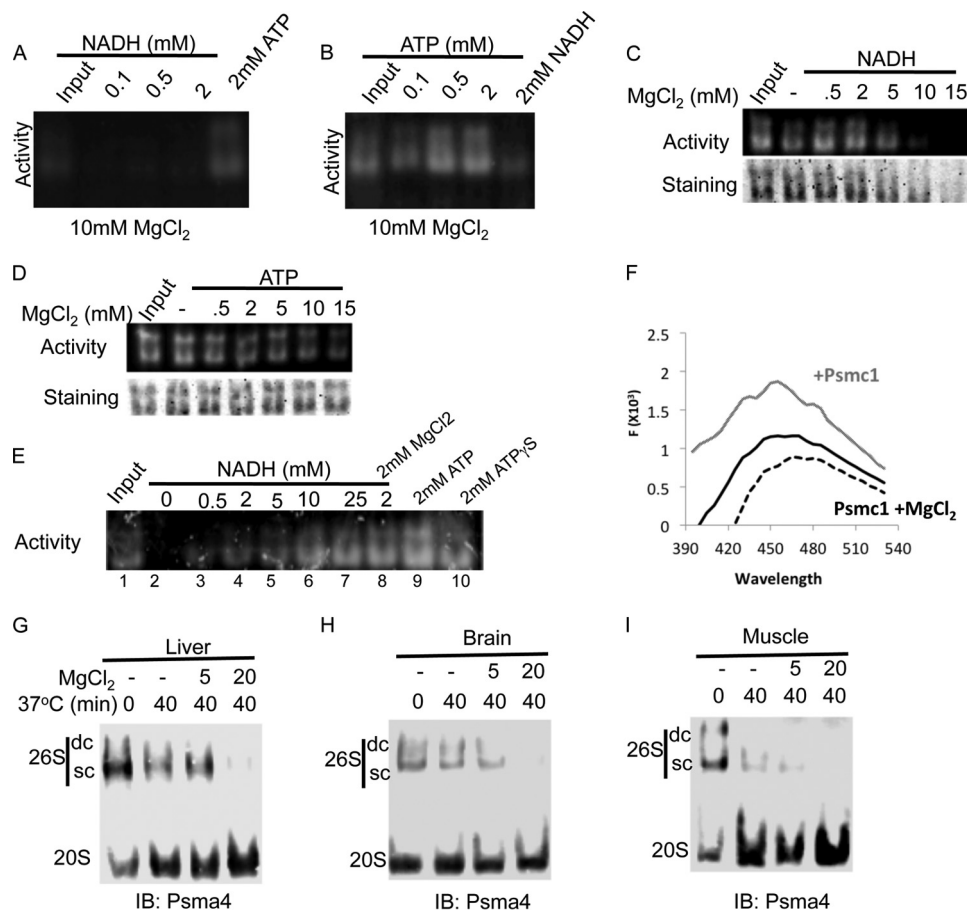 A
NADH (mM)
Input
0.1
0.5
2
2mM ATP
Activity
10mM MgCl₂
B
ATP (mM)
Input
0.1
0.5
2
2mM NADH
Activity
10mM MgCl₂
C
Input
NADH
MgCl₂ (mM) - .5 2 5 10 15
Activity
Staining
D
Input
ATP
MgCl₂ (mM) - .5 2 5 10 15
Activity
Staining
E
Input
NADH (mM)
2mM MgCl2
2mM ATP
2mM ATPγS
0 0.5 2 5 10 25 2
Activity
1 2 3 4 5 6 7 8 9 10
F
F (X10³)
2.5
2
1.5
1
0.5
0
+Psmc1
Psmc1 +MgCl₂
390 420 450 480 510 540
Wavelength
G
Liver
MgCl₂ - - 5 20
37ºC (min) 0 40 40 40
26S
dc
sc
20S
IB: Psma4
H
Brain
- - 5 20
0 40 40 40
26S
dc
sc
20S
IB: Psma4
I
Muscle
- - 5 20
0 40 40 40
26S
dc
sc
20S
IB: Psma4